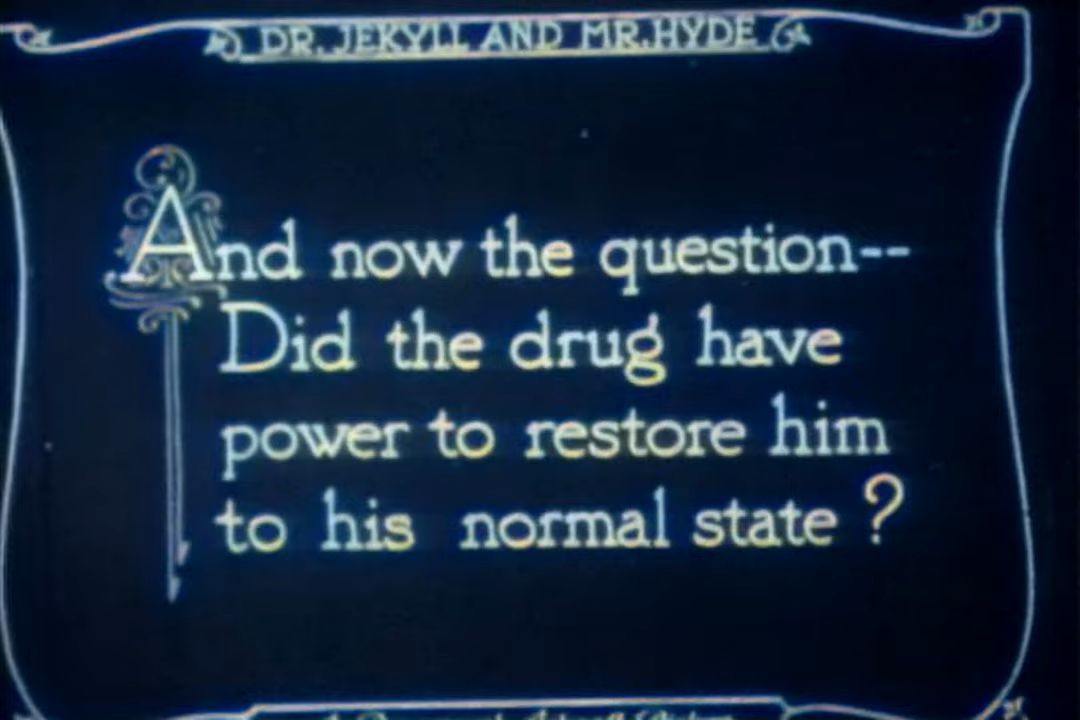 DR. JEKYLL AND MR. HYDE
And now the question--
Did the drug have
power to restore him
to his normal state ?